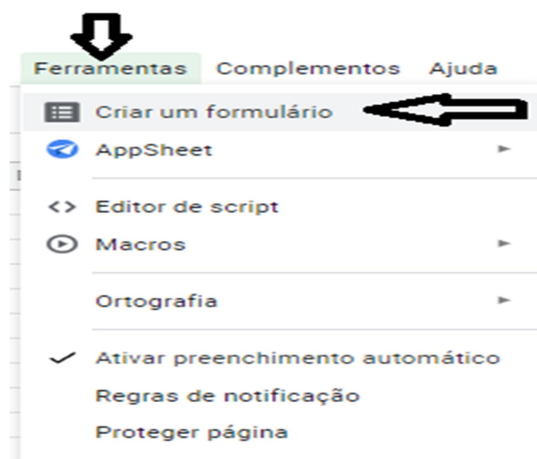 Ferramentas Complementos Ajuda
Criar um formulário
AppSheet
Editor de script
Macros
Ortografia
Ativar preenchimento automático
Regras de notificação
Proteger página